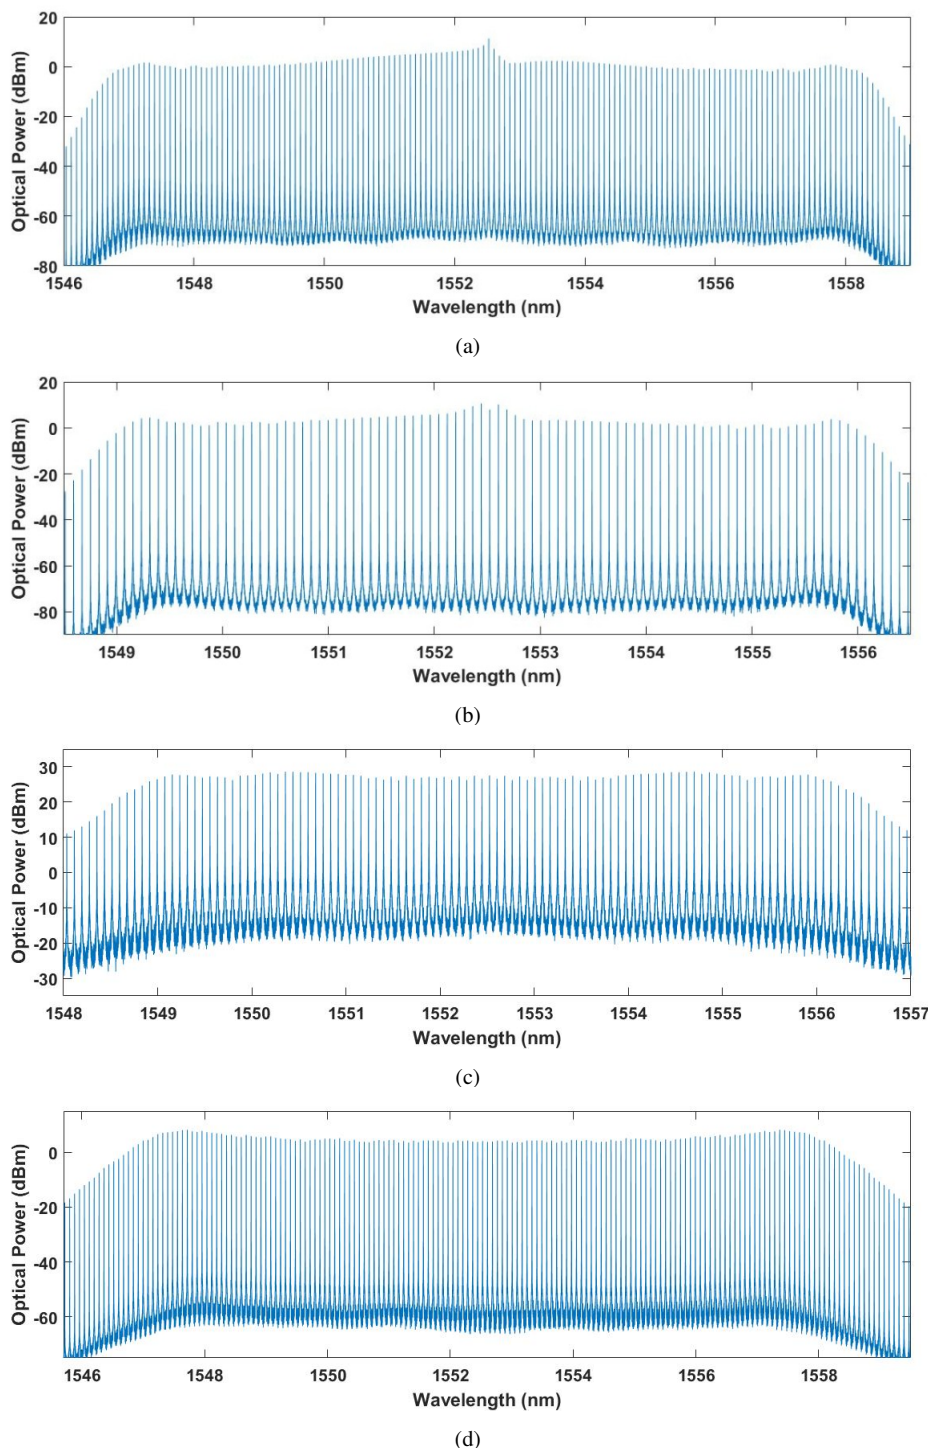 20
0
-20
-40
-60
-80
Optical Power (dBm)
1546 1548 1550 1552 1554 1556 1558
Wavelength (nm)
(a)
20
0
-20
-40
-60
-80
Optical Power (dBm)
1549 1550 1551 1552 1553 1554 1555 1556
Wavelength (nm)
(b)
30
20
10
0
-10
-20
-30
Optical Power (dBm)
1548 1549 1550 1551 1552 1553 1554 1555 1556 1557
Wavelength (nm)
(c)
0
-20
-40
-60
Optical Power (dBm)
1546 1548 1550 1552 1554 1556 1558
Wavelength (nm)
(d)